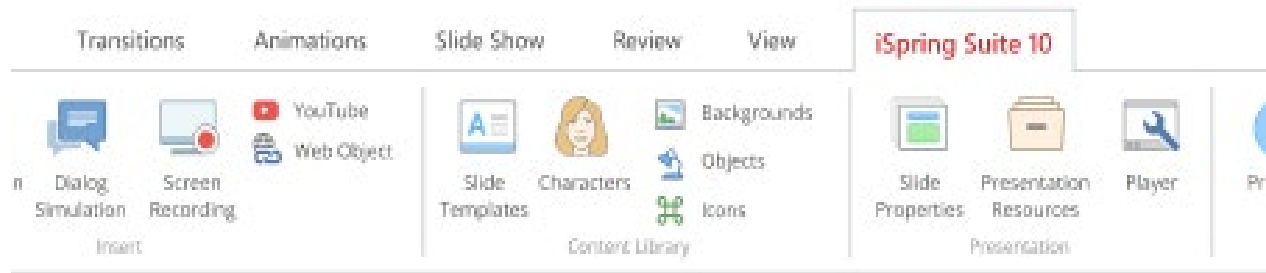 Transitions Animations Slide Show Review View iSpring Suite 10
YouTube
Web Object
Dialog
Simulation
Screen
Recording
Insert
Slide
Templates
Characters
Backgrounds
Objects
Icons
Content Library
Slide
Properties
Presentation
Resources
Player
Presentation